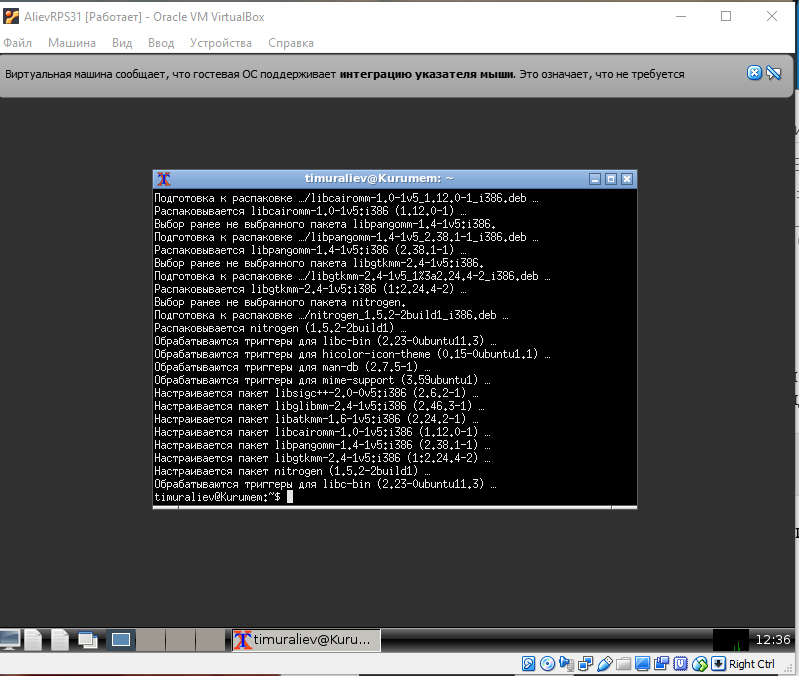 AlievRPS31 [Работает] - Oracle VM VirtualBox
Файл Машина Вид Ввод Устройства Справка
Виртуальная машина сообщает, что гостевая ОС поддерживает интеграцию указателя мыши. Это означает, что не требуется
timuraliev@Kurumem: ~
Подготовка к распаковке …/libcairomm-1.0-1v5_1.12.0-1_i386.deb …
Распаковывается libcairomm-1.0-1v5:i386 (1.12.0-1) …
Выбор ранее не выбранного пакета libpangomm-1.4-1v5:i386.
Подготовка к распаковке …/libpangomm-1.4-1v5_2.38.1-1_i386.deb …
Распаковывается libpangomm-1.4-1v5:i386 (2.38.1-1) …
Выбор ранее не выбранного пакета libgtkmm-2.4-1v5:i386.
Подготовка к распаковке …/libgtkmm-2.4-1v5_1%3a2.24.4-2_i386.deb …
Распаковывается libgtkmm-2.4-1v5:i386 (1:2.24.4-2) …
Выбор ранее не выбранного пакета nitrogen.
Подготовка к распаковке …/nitrogen_1.5.2-2build1_i386.deb …
Распаковывается nitrogen (1.5.2-2build1) …
Обрабатываются триггеры для libc-bin (2.23-0ubuntu11.3) …
Обрабатываются триггеры для hicolor-icon-theme (0.15-0ubuntu1.1) …
Обрабатываются триггеры для man-db (2.7.5-1) …
Обрабатываются триггеры для mime-support (3.59ubuntu1) …
Настраивается пакет libsigc++-2.0-0v5:i386 (2.6.2-1) …
Настраивается пакет libglibmm-2.4-1v5:i386 (2.46.3-1) …
Настраивается пакет libatkmm-1.6-1v5:i386 (2.24.2-1) …
Настраивается пакет libcairomm-1.0-1v5:i386 (1.12.0-1) …
Настраивается пакет libpangomm-1.4-1v5:i386 (2.38.1-1) …
Настраивается пакет libgtkmm-2.4-1v5:i386 (1:2.24.4-2) …
Настраивается пакет nitrogen (1.5.2-2build1) …
Обрабатываются триггеры для libc-bin (2.23-0ubuntu11.3) …
timuraliev@Kurumem:~$
timuraliev@Kuru... 12:36
Right Ctrl